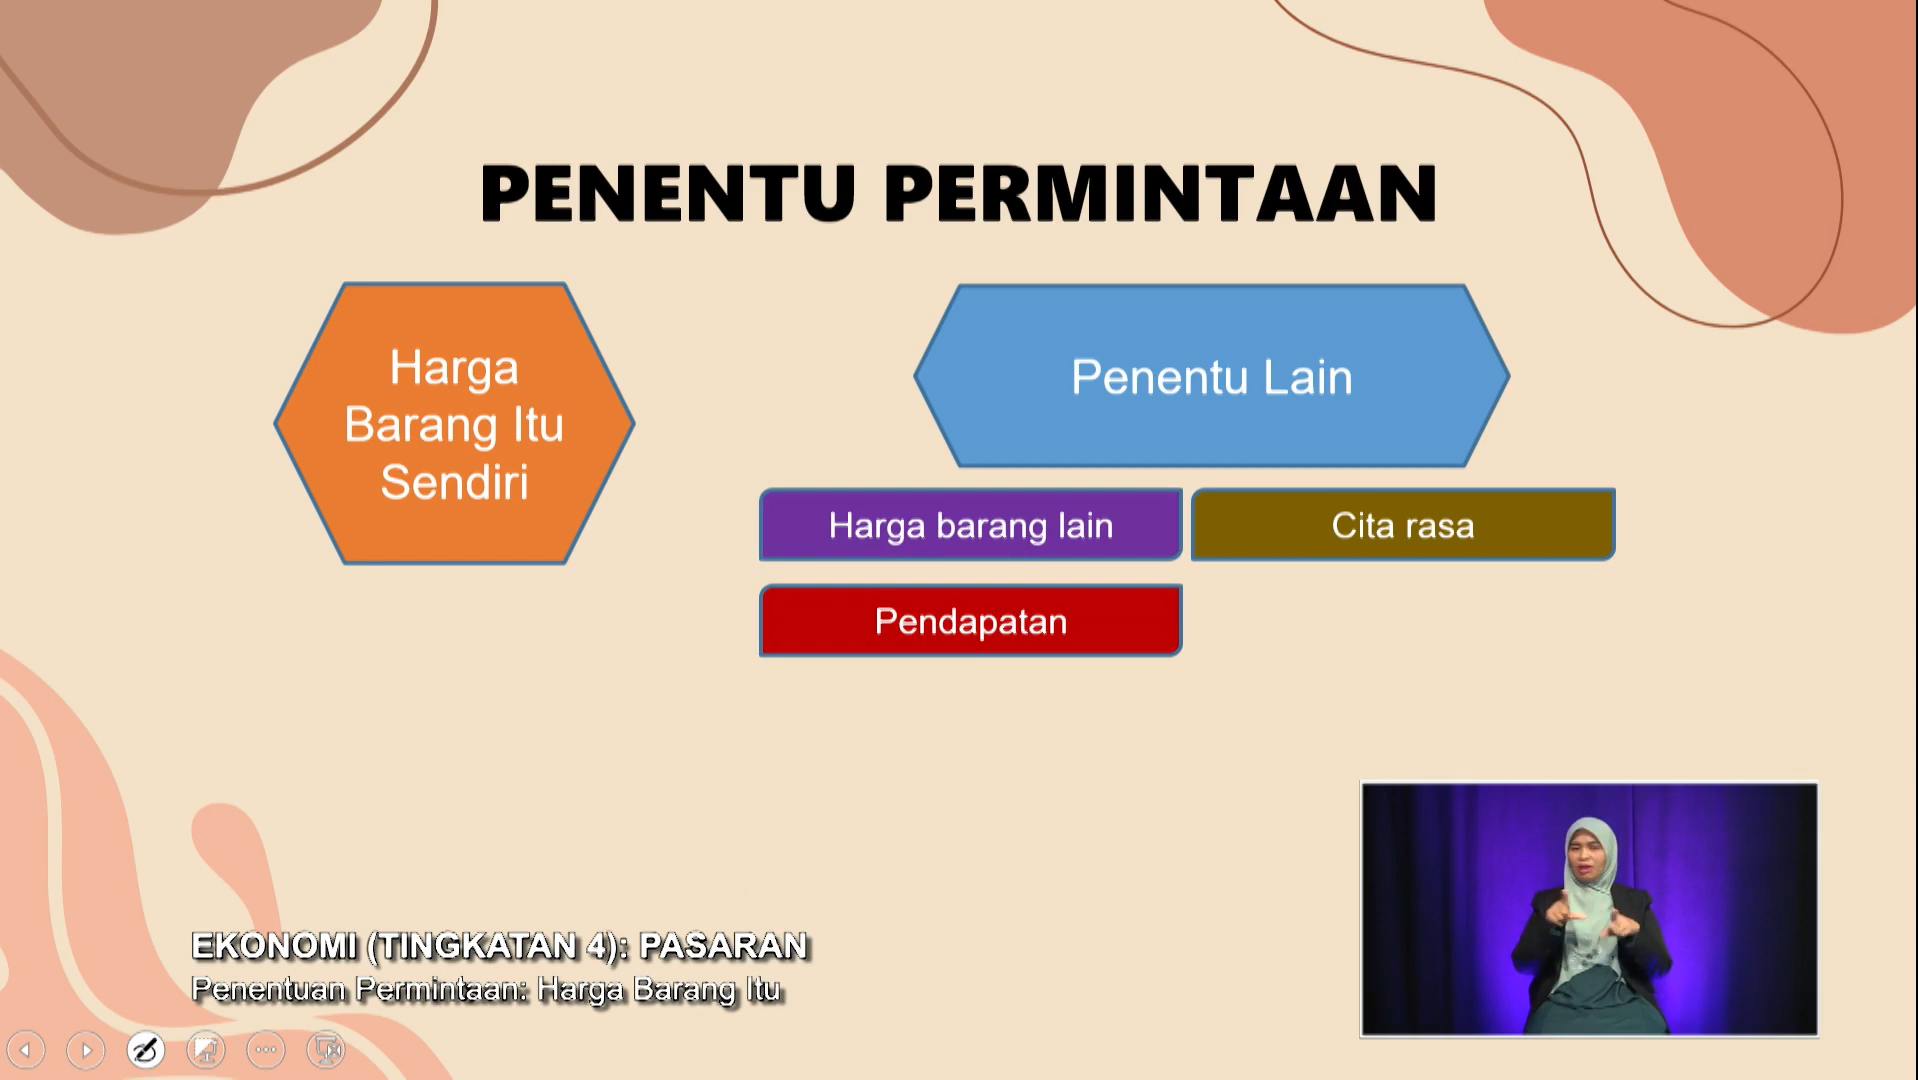 PENENTU PERMINTAAN
Harga
Barang Itu
Sendiri
Penentu Lain
Harga barang lain
Cita rasa
Pendapatan
EKONOMI (TINGKATAN 4): PASARAN
Penentuan Permintaan: Harga Barang Itu